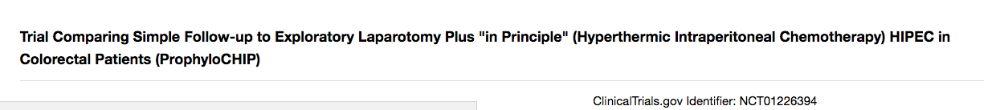 Trial Comparing Simple Follow-up to Exploratory Laparotomy Plus "in Principle" (Hyperthermic Intraperitoneal Chemotherapy) HIPEC in
Colorectal Patients (ProphyloCHIP)
ClinicalTrials.gov Identifier: NCT01226394